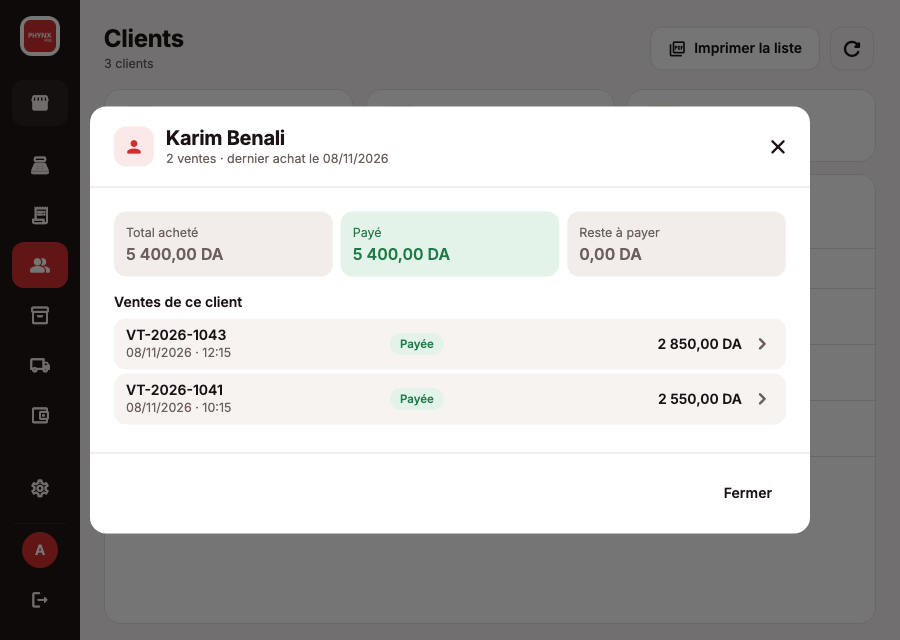 PHYNX
Clients
3 clients
Imprimer la liste
Karim Benali
2 ventes · dernier achat le 08/11/2026
Total acheté
5 400,00 DA
Payé
5 400,00 DA
Reste à payer
0,00 DA
Ventes de ce client
VT-2026-1043
08/11/2026 · 12:15
Payée
2 850,00 DA
VT-2026-1041
08/11/2026 · 10:15
Payée
2 550,00 DA
Fermer
A